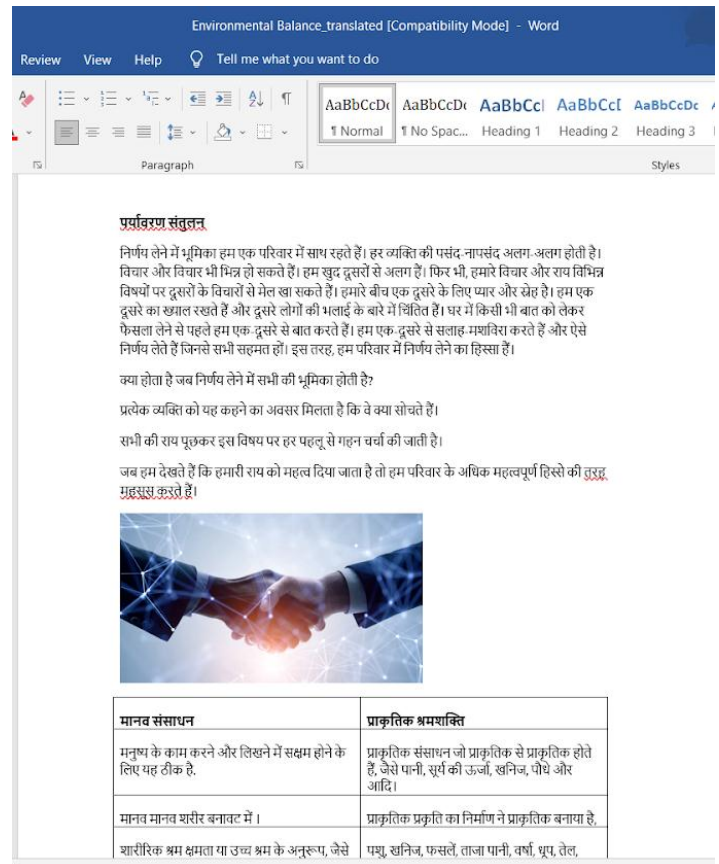 Environmental Balance_translated [Compatibility Mode] - Word
Review View Help Tell me what you want to do
AaBbCcDc AaBbCcDc AaBbCc AaBbCcD AaBbCcDc
¶ Normal ¶ No Spac... Heading 1 Heading 2 Heading 3
Paragraph Styles
पर्यावरण संतुलन
निर्णय लेने में भूमिका हम एक परिवार में साथ रहते हैं। हर व्यक्ति की पसंद-नापसंद अलग-अलग होती है।
विचार और विचार भी भिन्न हो सकते हैं। हम खुद दूसरों से अलग हैं। फिर भी, हमारे विचार और राय विभिन्न
विषयों पर दूसरों के विचारों से मेल खा सकते हैं। हमारे बीच एक दूसरे के लिए प्यार और स्नेह है। हम एक
दूसरे का ख्याल रखते हैं और दूसरे लोगों की भलाई के बारे में चिंतित हैं। घर में किसी भी बात को लेकर
फैसला लेने से पहले हम एक-दूसरे से बात करते हैं। हम एक-दूसरे से सलाह-मशविरा करते हैं और ऐसे
निर्णय लेते हैं जिनसे सभी सहमत हों। इस तरह, हम परिवार में निर्णय लेने का हिस्सा हैं।
क्या होता है जब निर्णय लेने में सभी की भूमिका होती है?
प्रत्येक व्यक्ति को यह कहने का अवसर मिलता है कि वे क्या सोचते हैं।
सभी की राय पूछकर इस विषय पर हर पहलू से गहन चर्चा की जाती है।
जब हम देखते हैं कि हमारी राय को महत्व दिया जाता है तो हम परिवार के अधिक महत्वपूर्ण हिस्से की तरह
महसूस करते हैं।
मानव संसाधन प्राकृतिक श्रमशक्ति
मनुष्य के काम करने और लिखने में सक्षम होने के
लिए यह ठीक है.
प्राकृतिक संसाधन जो प्राकृतिक से प्राकृतिक होते
हैं, जैसे पानी, सूर्य की ऊर्जा, खनिज, पौधे और
आदि।
मानव मानव शरीर बनावट में । प्राकृतिक प्रकृति का निर्माण ने प्राकृतिक बनाया है,
शारीरिक श्रम क्षमता या उच्च श्रम के अनुरूप, जैसे पशु, खनिज, फसलें, ताजा पानी, वर्षा, धूप, तेल,